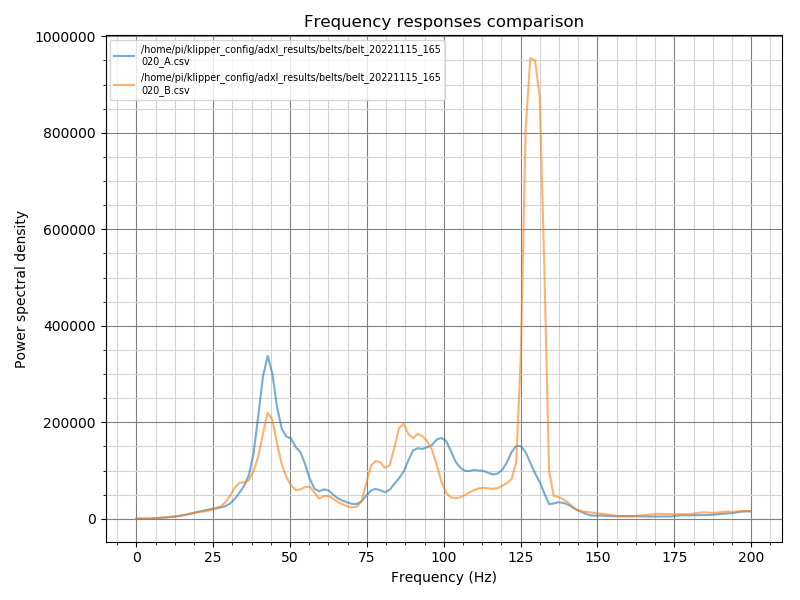 Frequency responses comparison
/home/pi/klipper_config/adxl_results/belts/belt_20221115_165
020_A.csv
/home/pi/klipper_config/adxl_results/belts/belt_20221115_165
020_B.csv
1000000
800000
600000
400000
200000
0
Power spectral density
0 25 50 75 100 125 150 175 200
Frequency (Hz)